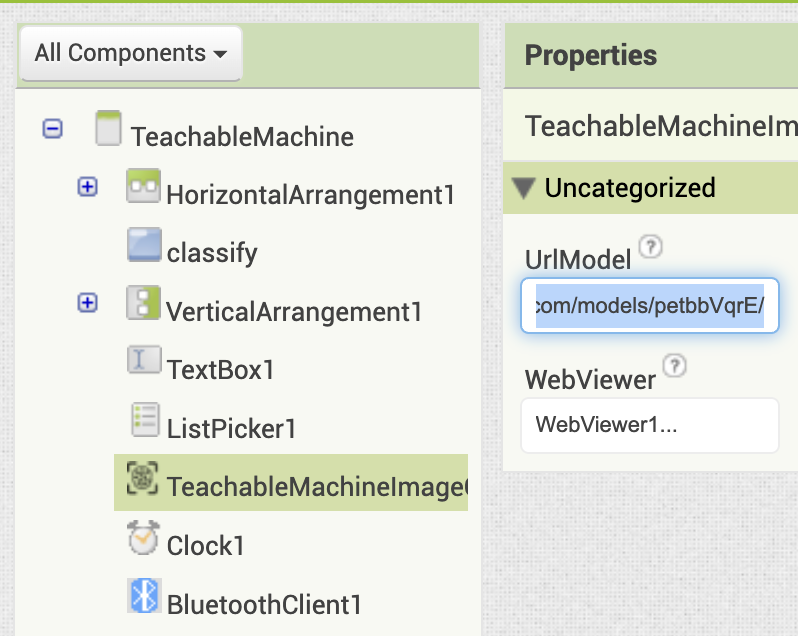 All Components
TeachableMachine
HorizontalArrangement1
classify
VerticalArrangement1
TextBox1
ListPicker1
TeachableMachineImage
Clock1
BluetoothClient1
Properties
TeachableMachineIm
Uncategorized
UrlModel ?
com/models/petbbVqrE/
WebViewer ?
WebViewer1...